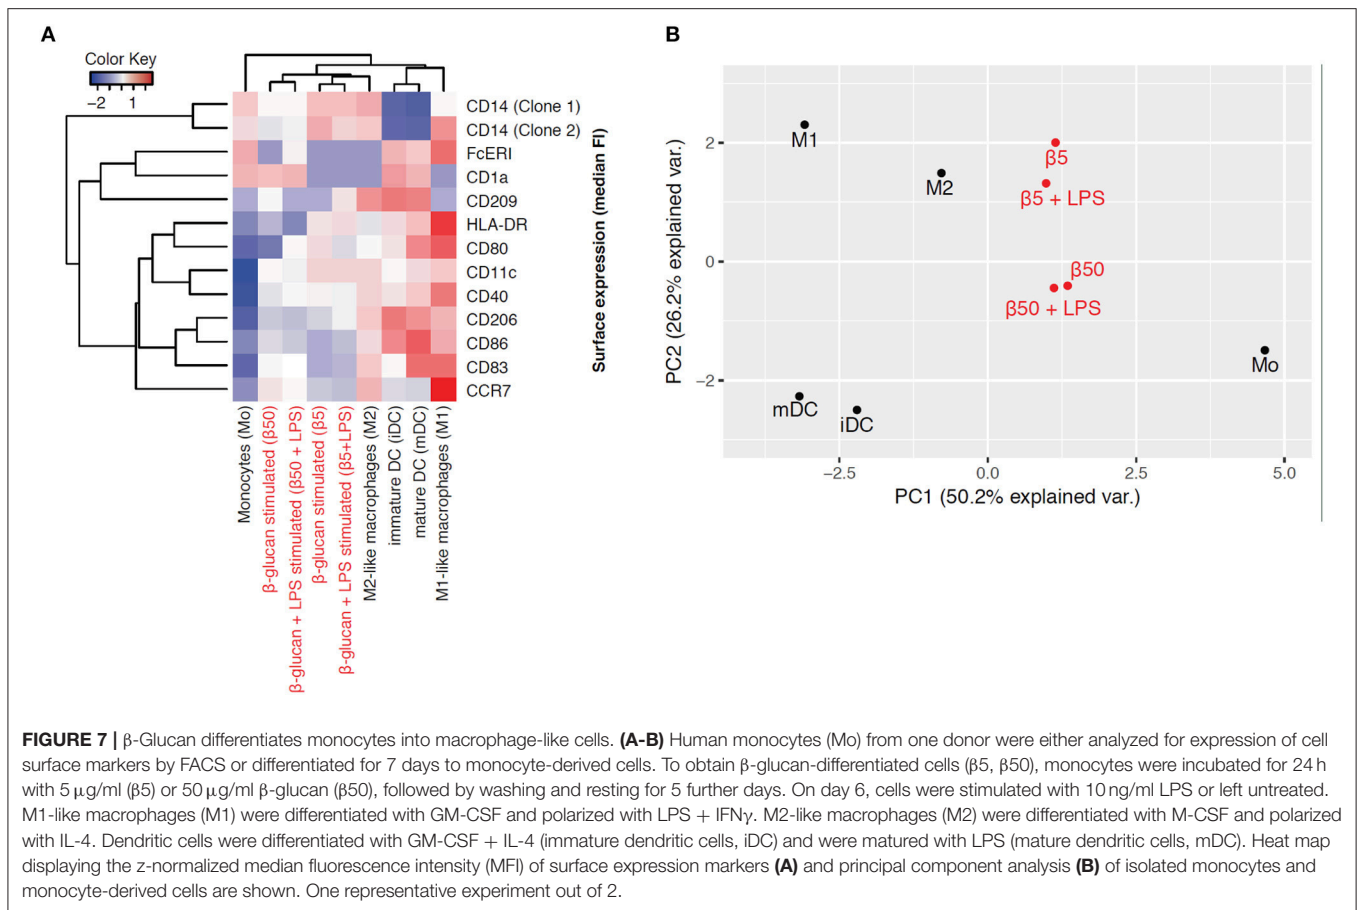 A
Color Key
−2 1
CD14 (Clone 1)
CD14 (Clone 2)
FcERI
CD1a
CD209
HLA-DR
CD80
CD11c
CD40
CD206
CD86
CD83
CCR7
Surface expression (median FI)
Monocytes (Mo)
β-glucan stimulated (β50)
β-glucan + LPS stimulated (β50 + LPS)
β-glucan stimulated (β5)
β-glucan + LPS stimulated (β5+LPS)
M2-like macrophages (M2)
immature DC (iDC)
mature DC (mDC)
M1-like macrophages (M1)
B
PC2 (26.2% explained var.)
2
0
−2
M1
M2
β5
β5 + LPS
β50
β50 + LPS
Mo
mDC
iDC
−2.5 0.0 2.5 5.0
PC1 (50.2% explained var.)
FIGURE 7 | β-Glucan differentiates monocytes into macrophage-like cells. (A-B) Human monocytes (Mo) from one donor were either analyzed for expression of cell
surface markers by FACS or differentiated for 7 days to monocyte-derived cells. To obtain β-glucan-differentiated cells (β5, β50), monocytes were incubated for 24 h
with 5 μg/ml (β5) or 50 μg/ml β-glucan (β50), followed by washing and resting for 5 further days. On day 6, cells were stimulated with 10 ng/ml LPS or left untreated.
M1-like macrophages (M1) were differentiated with GM-CSF and polarized with LPS + IFNγ. M2-like macrophages (M2) were differentiated with M-CSF and polarized
with IL-4. Dendritic cells were differentiated with GM-CSF + IL-4 (immature dendritic cells, iDC) and were matured with LPS (mature dendritic cells, mDC). Heat map
displaying the z-normalized median fluorescence intensity (MFI) of surface expression markers (A) and principal component analysis (B) of isolated monocytes and
monocyte-derived cells are shown. One representative experiment out of 2.